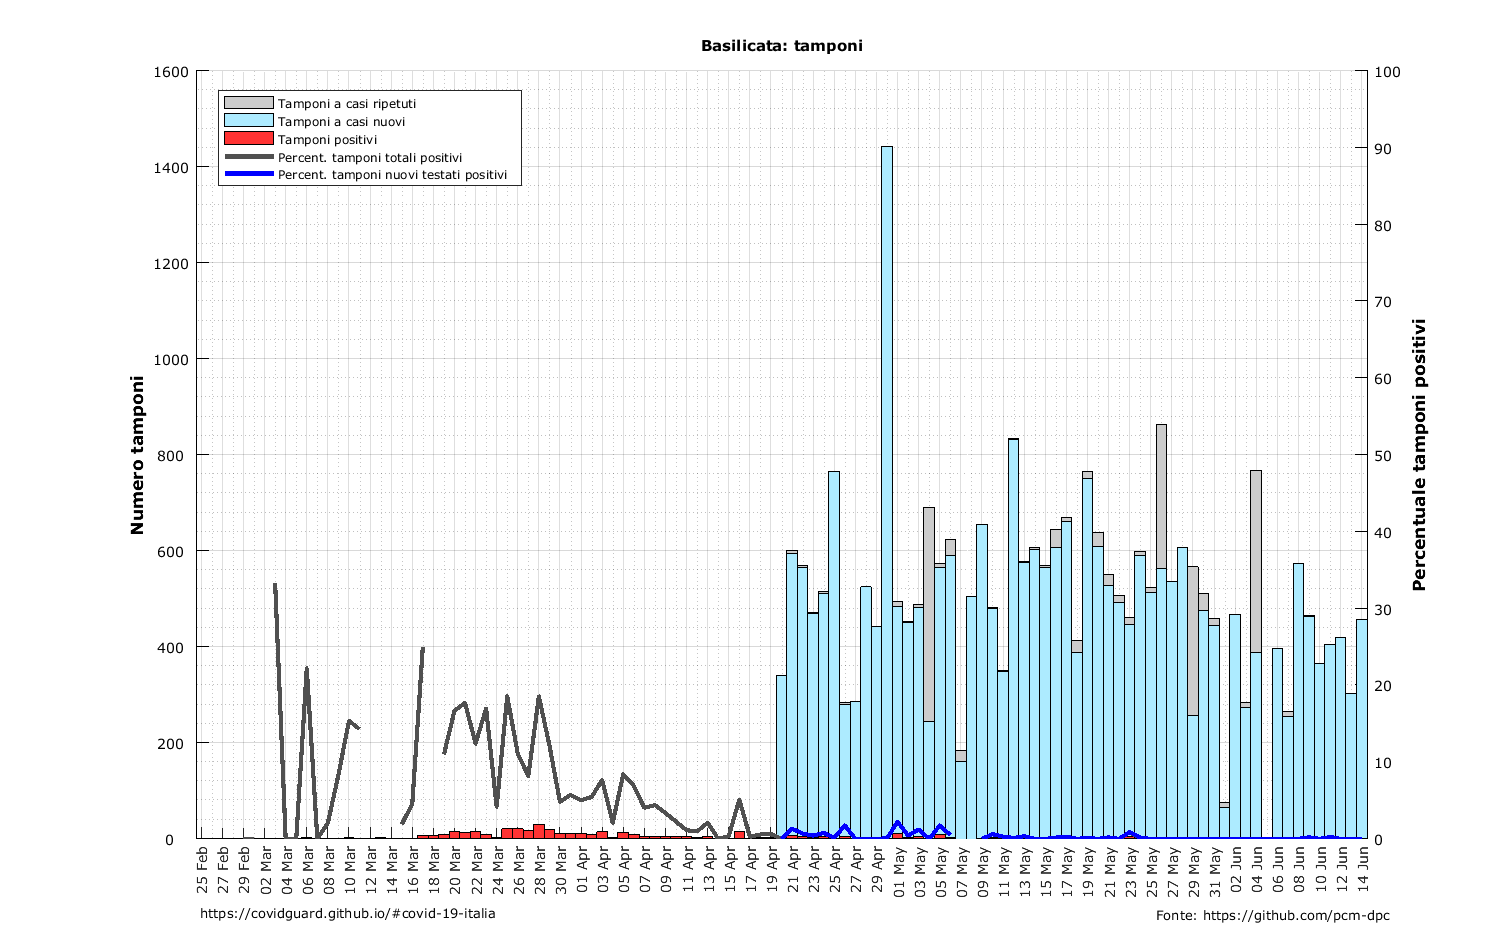 Basilicata: tamponi
Tamponi a casi ripetuti
Tamponi a casi nuovi
Tamponi positivi
Percent. tamponi totali positivi
Percent. tamponi nuovi testati positivi
Numero tamponi
1600
1400
1200
1000
800
600
400
200
0
Percentuale tamponi positivi
100
90
80
70
60
50
40
30
20
10
0
25 Feb
27 Feb
29 Feb
02 Mar
04 Mar
06 Mar
08 Mar
10 Mar
12 Mar
14 Mar
16 Mar
18 Mar
20 Mar
22 Mar
24 Mar
26 Mar
28 Mar
30 Mar
01 Apr
03 Apr
05 Apr
07 Apr
09 Apr
11 Apr
13 Apr
15 Apr
17 Apr
19 Apr
21 Apr
23 Apr
25 Apr
27 Apr
29 Apr
01 May
03 May
05 May
07 May
09 May
11 May
13 May
15 May
17 May
19 May
21 May
23 May
25 May
27 May
29 May
31 May
02 Jun
04 Jun
06 Jun
08 Jun
10 Jun
12 Jun
14 Jun
https://covidguard.github.io/#covid-19-italia
Fonte: https://github.com/pcm-dpc